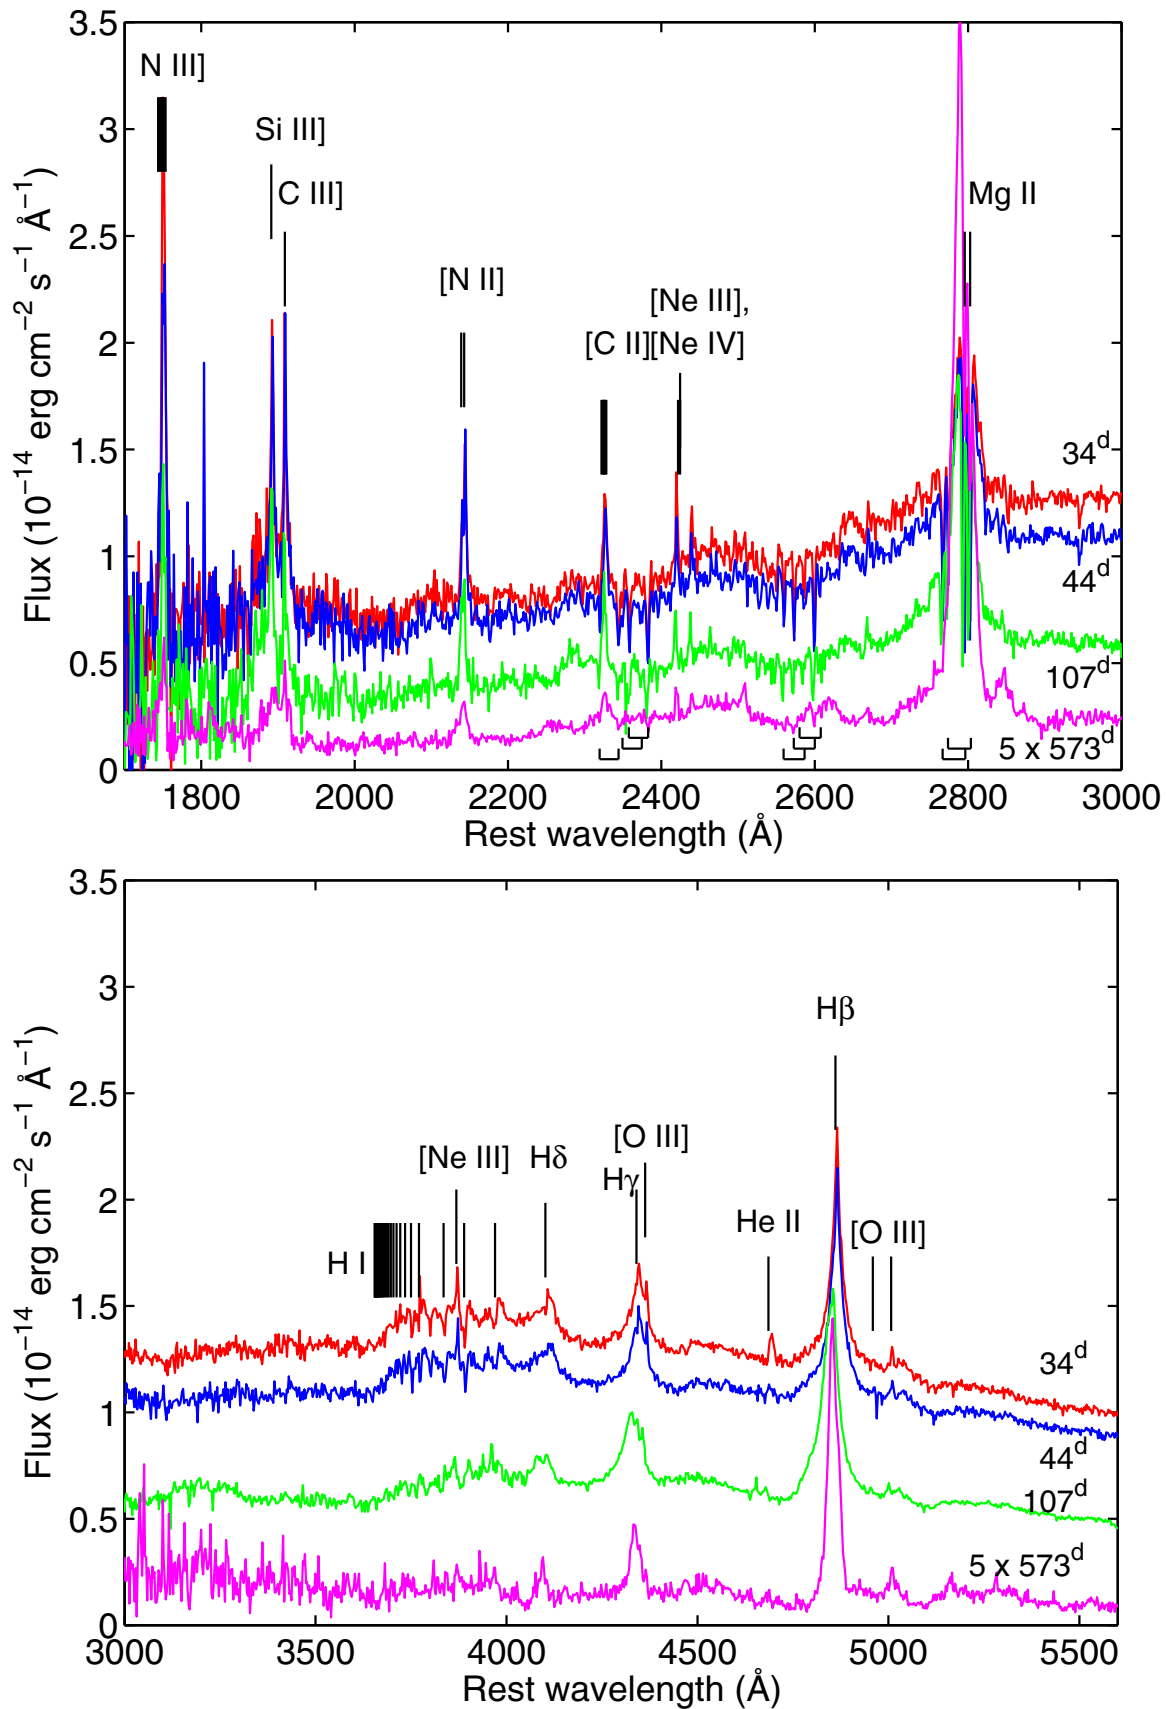 3.5
3
2.5
2
1.5
1
0.5
0
Flux (10−14 erg cm−2 s−1 Å−1)
N III]
Si III]
C III]
[N II]
[C II]
[Ne III],
[Ne IV]
Mg II
34d
44d
107d
5 x 573d
1800 2000 2200 2400 2600 2800 3000
Rest wavelength (Å)
3.5
3
2.5
2
1.5
1
0.5
0
Flux (10−14 erg cm−2 s−1 Å−1)
H I
[Ne III]
Hδ
Hγ
[O III]
He II
Hβ
[O III]
34d
44d
107d
5 x 573d
3000 3500 4000 4500 5000 5500
Rest wavelength (Å)